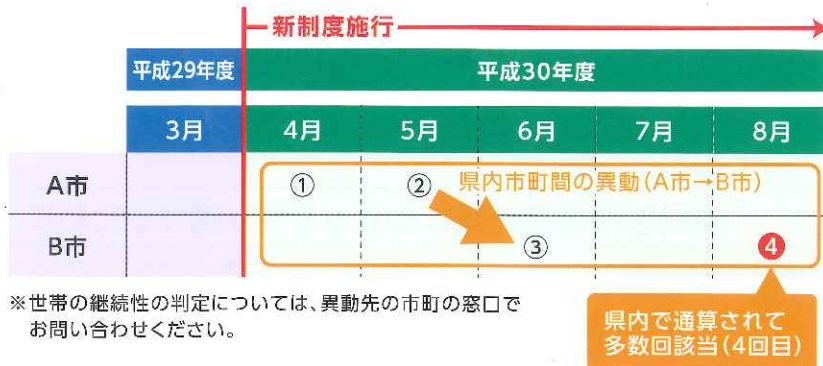 新制度施行
平成29年度 平成30年度
3月 4月 5月 6月 7月 8月
A市 ① ② 県内市町間の異動(A市→B市)
B市 ③ ④
※世帯の継続性の判定については、異動先の市町の窓口で
お問い合わせください。
県内で通算されて
多数回該当(4回目)